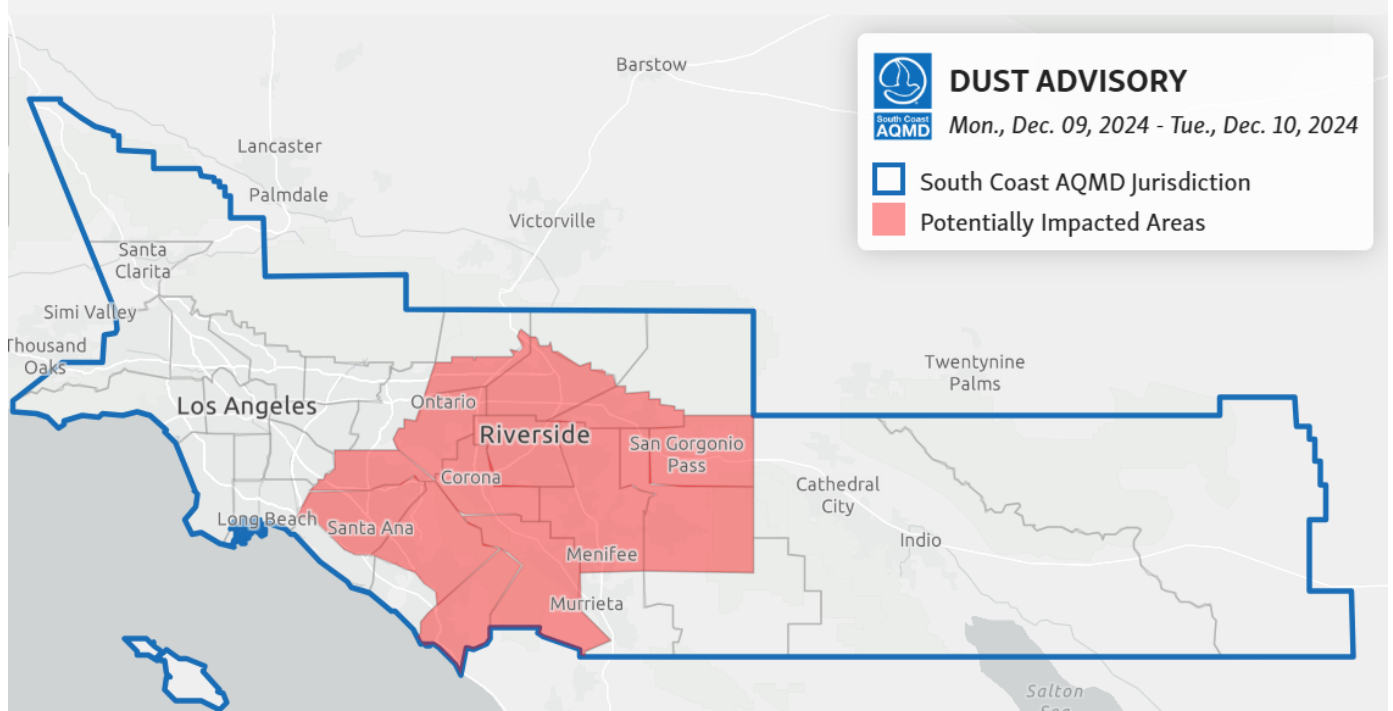 Barstow
Lancaster
Palmdale
Victorville
Santa
Clarita
Simi Valley
Thousand
Oaks
Los Angeles
Ontario
Riverside
San Gorgonio
Pass
Corona
Long Beach
Santa Ana
Menifee
Murrieta
Twentynine
Palms
Cathedral
City
Indio
Salton
Sea
South Coast
AQMD
DUST ADVISORY
Mon., Dec. 09, 2024 - Tue., Dec. 10, 2024
South Coast AQMD Jurisdiction
Potentially Impacted Areas